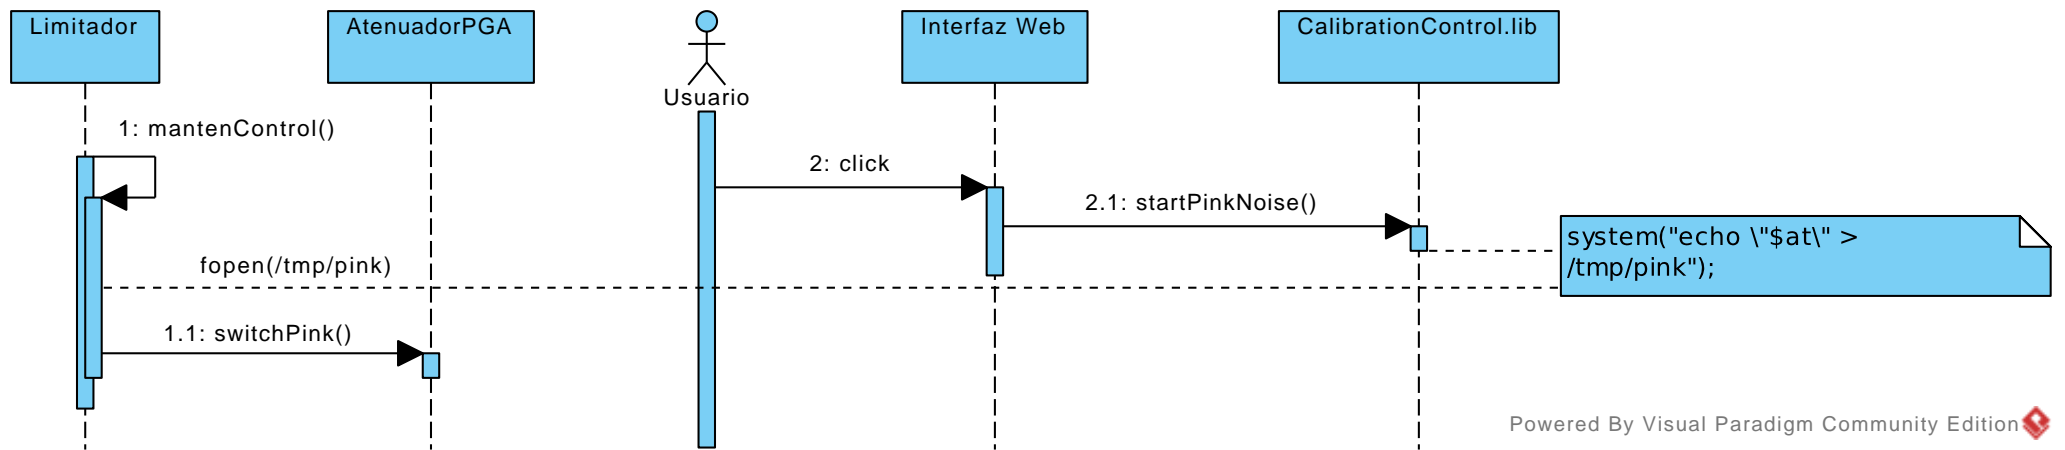 Limitador
AtenuadorPGA
Interfaz Web
CalibrationControl.lib
Usuario
1: mantenControl()
2: click
2.1: startPinkNoise()
system("echo \"$at\" >
/tmp/pink");
fopen(/tmp/pink)
1.1: switchPink()
Powered By Visual Paradigm Community Edition